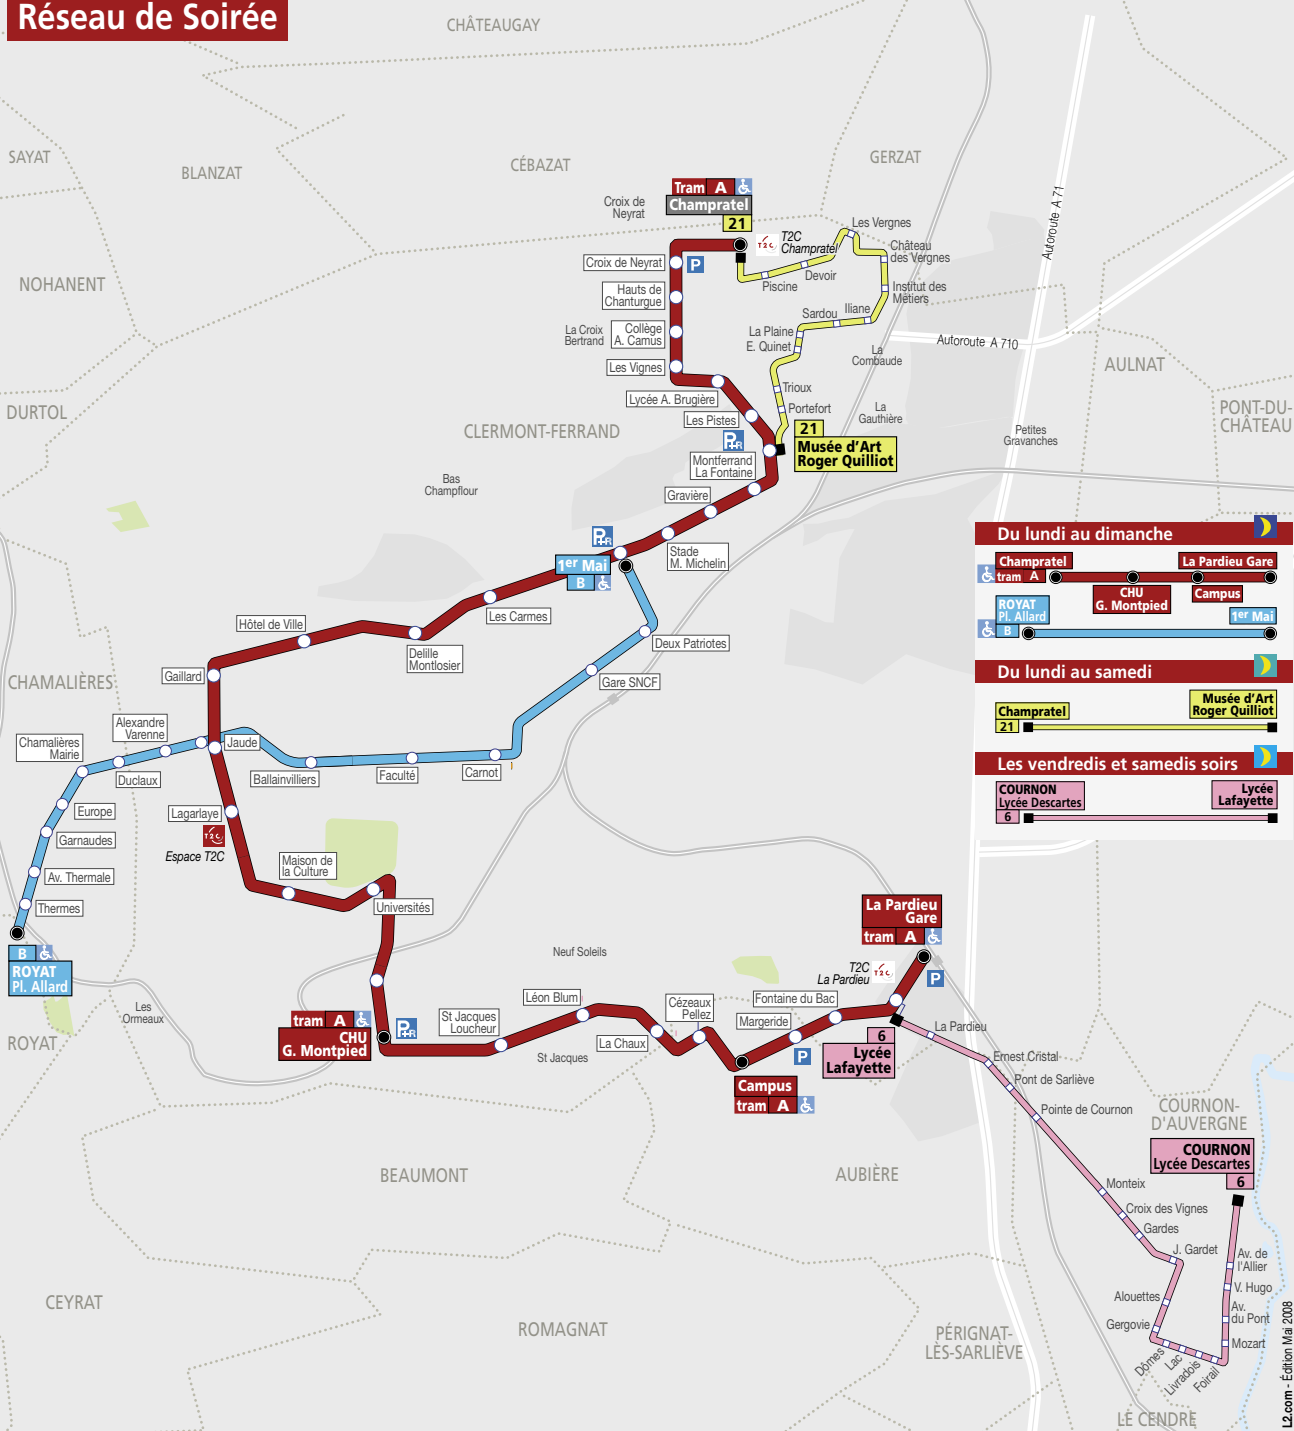 Réseau de Soirée
CHÂTEAUGAY
SAYAT
BLANZAT
CÉBAZAT
GERZAT
NOHANENT
DURTOL
CLERMONT-FERRAND
AULNAT
PONT-DU-
CHÂTEAU
CHAMALIÈRES
ROYAT
CEYRAT
BEAUMONT
ROMAGNAT
AUBIÈRE
PÉRIGNAT-
LÈS-SARLIÈVE
COURNON-
D'AUVERGNE
LE CENDRE
Autoroute A 71
Autoroute A 710
Croix de
Neyrat
Tram A
Champratel
21
T2C
T2C
Champratel
Croix de Neyrat
P
Hauts de
Chanturgue
La Croix
Bertrand
Collège
A. Camus
Les Vignes
Lycée A. Brugière
Les Pistes
P+R
Montferrand
La Fontaine
Gravière
Stade
M. Michelin
P+R
1er Mai
B
Les Carmes
Delille
Montlosier
Hôtel de Ville
Gaillard
Jaude
Lagarlaye
T2C
Espace T2C
Maison de
la Culture
Universités
tram A
CHU
G. Montpied
P+R
St Jacques
Loucheur
Léon Blum
La Chaux
Cézeaux
Pellez
Campus
tram A
Margeride
P
Fontaine du Bac
T2C
La Pardieu
T2C
La Pardieu
Gare
tram A
P
6
Lycée
Lafayette
Piscine
Devoir
Les Vergnes
Château
des Vergnes
Institut des
Métiers
Iliane
Sardou
La Plaine
E. Quinet
Trioux
Portefort
21
Musée d'Art
Roger Quilliot
La
Combaude
La
Gauthière
Petites
Gravanches
Bas
Champflour
Neuf Soleils
St Jacques
Les
Ormeaux
Deux Patriotes
Gare SNCF
Carnot
Faculté
Ballainvilliers
Alexandre
Varenne
Duclaux
Chamalières
Mairie
Europe
Garnaudes
Av. Thermale
Thermes
B
ROYAT
Pl. Allard
La Pardieu
Ernest Cristal
Pont de Sarliève
Pointe de Cournon
Monteix
Croix des Vignes
Gardes
J. Gardet
Alouettes
Gergovie
Dômes
Lac
Livradois
Foirail
Mozart
Av.
du Pont
V. Hugo
Av. de
l'Allier
COURNON
Lycée Descartes
6
Du lundi au dimanche
Champratel
La Pardieu Gare
tram A
CHU
G. Montpied
Campus
ROYAT
Pl. Allard
1er Mai
B
Du lundi au samedi
Champratel
Musée d'Art
Roger Quilliot
21
Les vendredis et samedis soirs
COURNON
Lycée Descartes
Lycée
Lafayette
6
L2.com - Édition Mai 2008